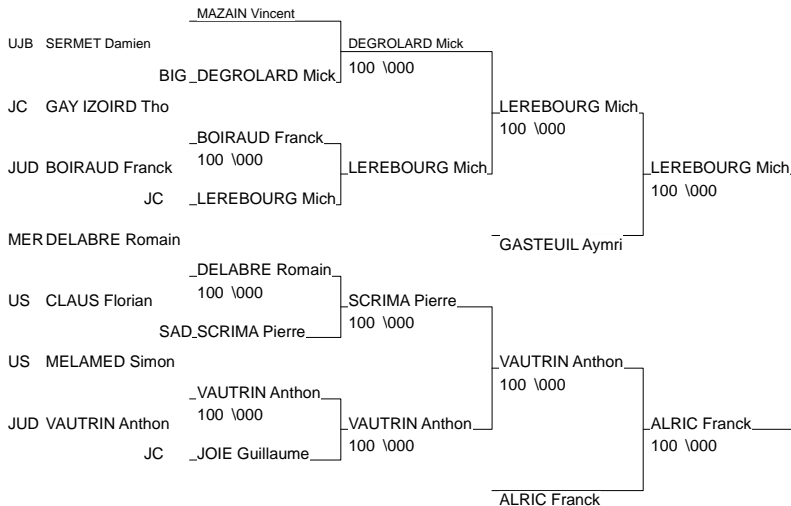 MAZAIN Vincent
UJB SERMET Damien
DEGROLARD Mick
100 \000
BIG DEGROLARD Mick
JC GAY IZOIRD Tho
LEREBOURG Mich
100 \000
BOIRAUD Franck
100 \000
JUD BOIRAUD Franck
LEREBOURG Mich
LEREBOURG Mich
100 \000
JC LEREBOURG Mich
MER DELABRE Romain
GASTEUIL Aymri
DELABRE Romain
100 \000
US CLAUS Florian
SCRIMA Pierre
100 \000
SAD SCRIMA Pierre
US MELAMED Simon
VAUTRIN Anthon
100 \000
VAUTRIN Anthon
100 \000
JUD VAUTRIN Anthon
VAUTRIN Anthon
100 \000
ALRIC Franck
100 \000
JC JOIE Guillaume
ALRIC Franck